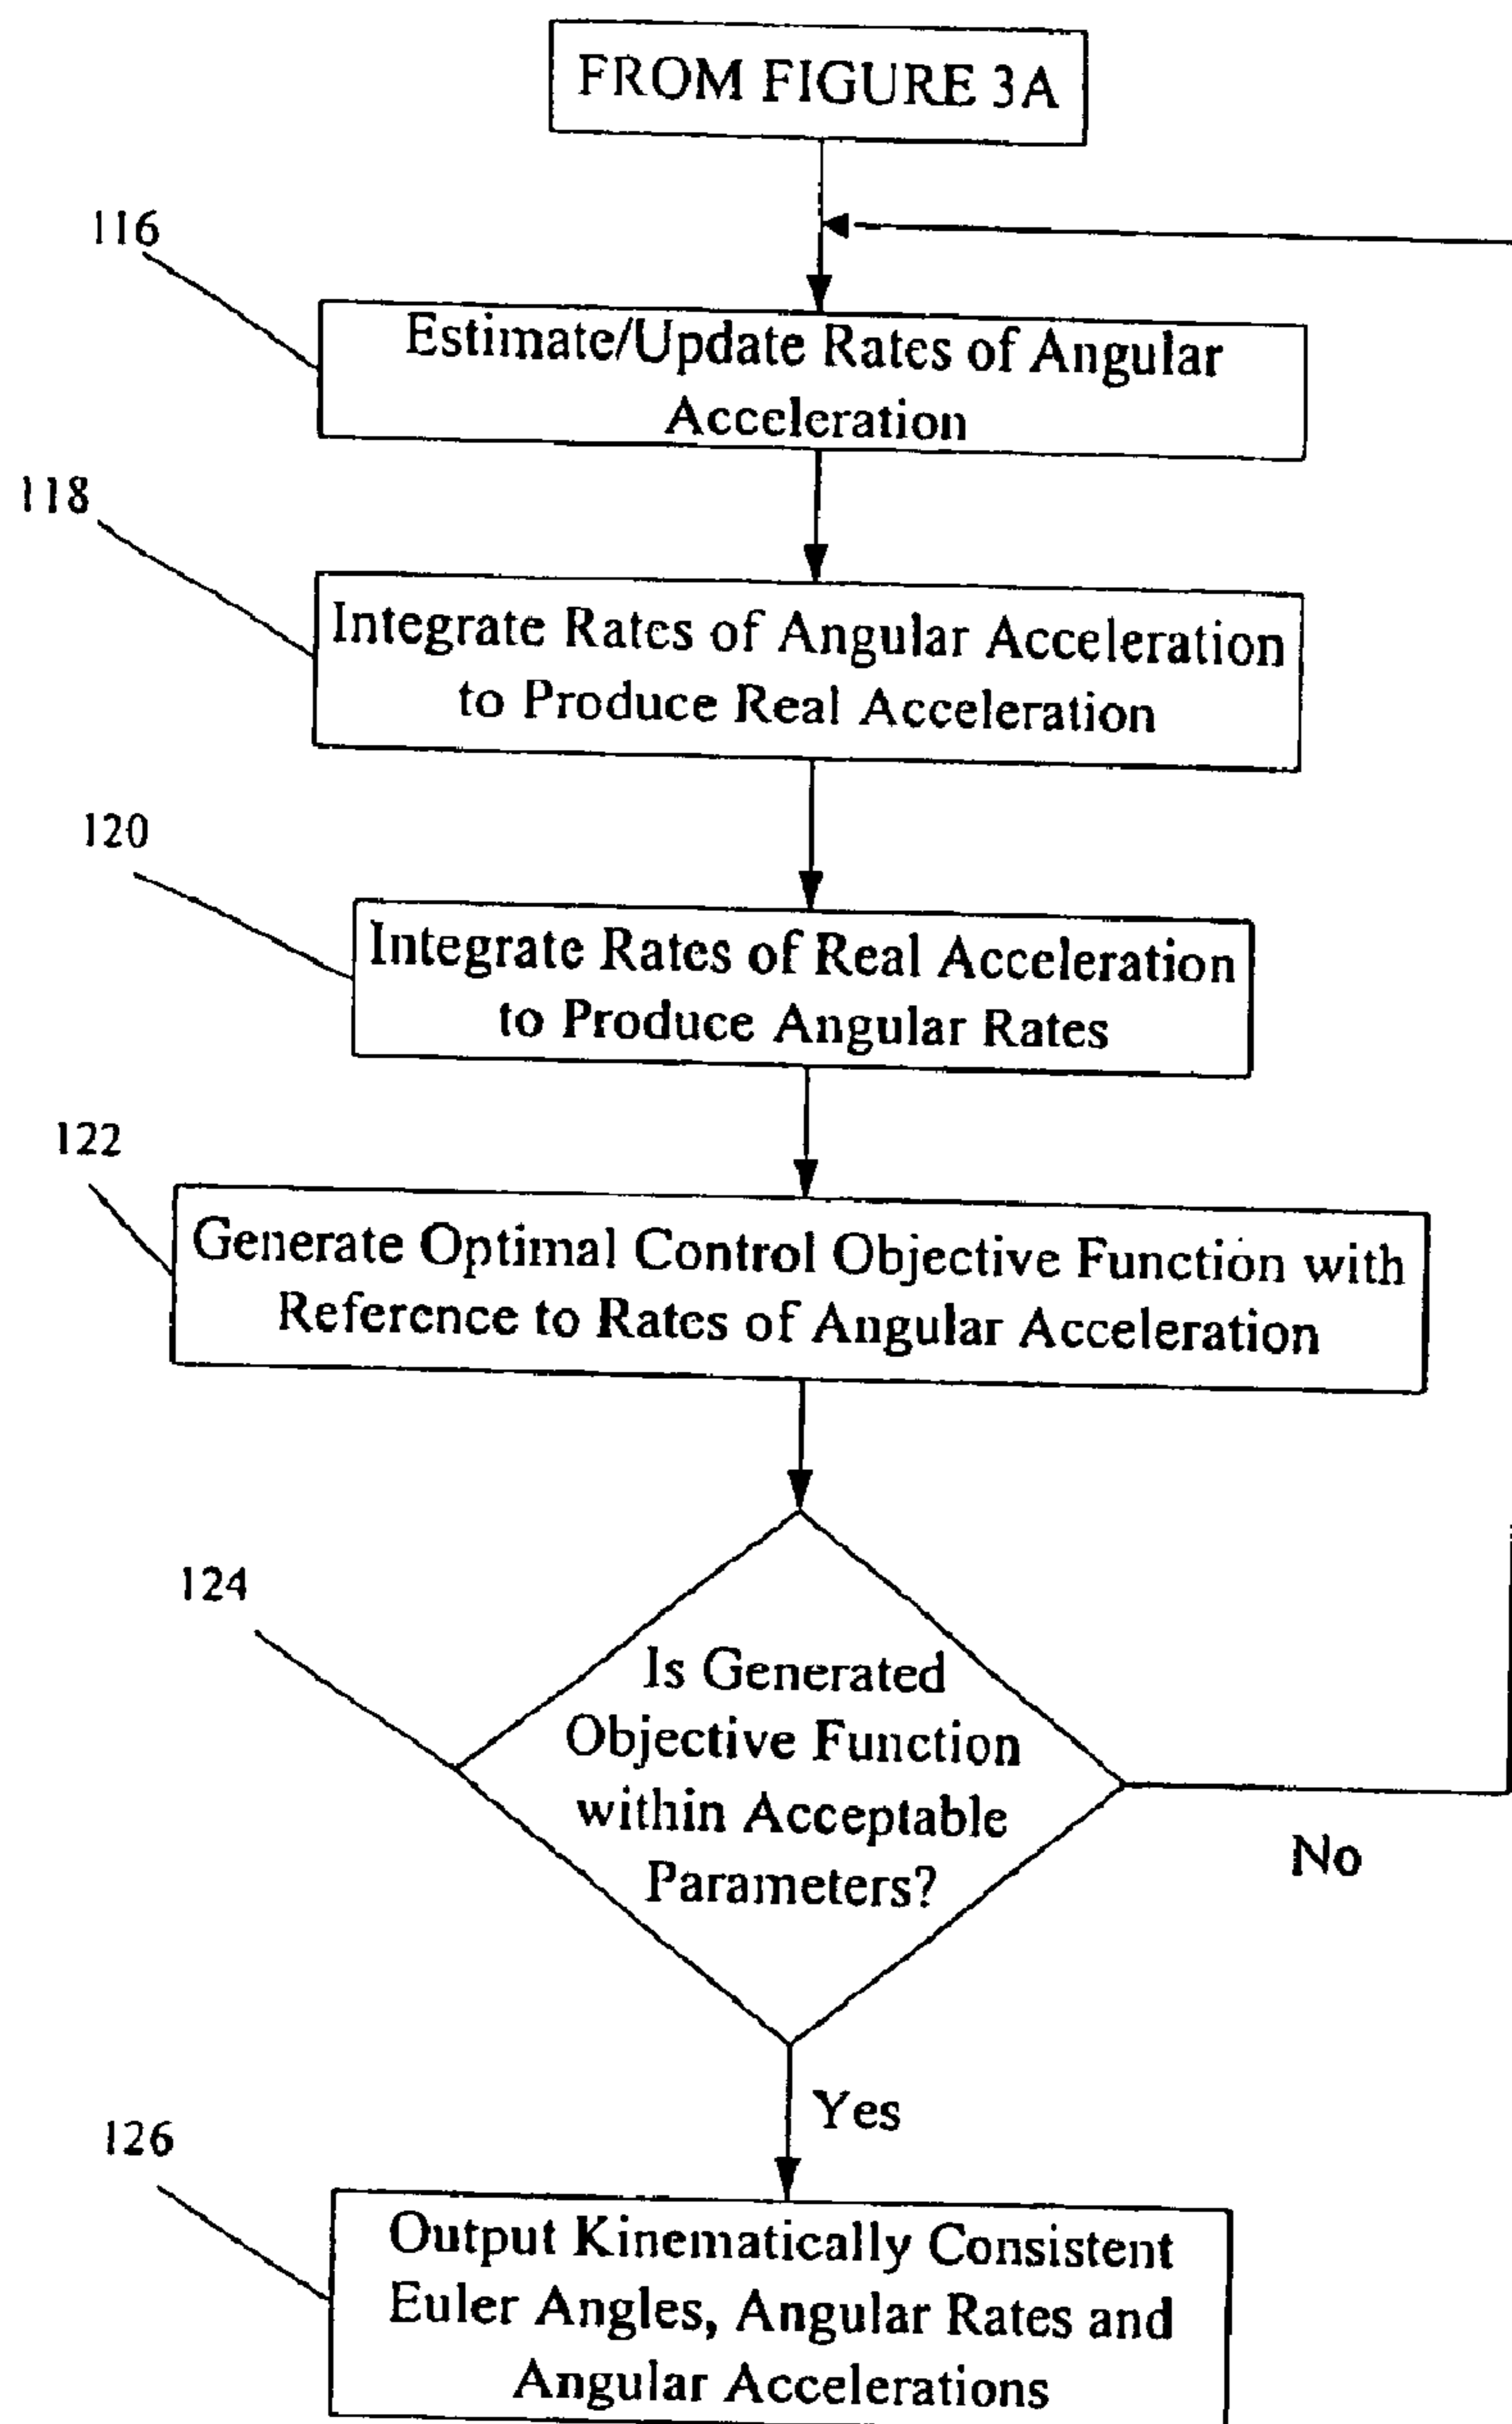 FROM FIGURE 3A
116
Estimate/Update Rates of Angular
Acceleration
118
Integrate Rates of Angular Acceleration
to Produce Real Acceleration
120
Integrate Rates of Real Acceleration
to Produce Angular Rates
122
Generate Optimal Control Objective Function with
Reference to Rates of Angular Acceleration
124
Is Generated
Objective Function
within Acceptable
Parameters?
No
Yes
126
Output Kinematically Consistent
Euler Angles, Angular Rates and
Angular Accelerations